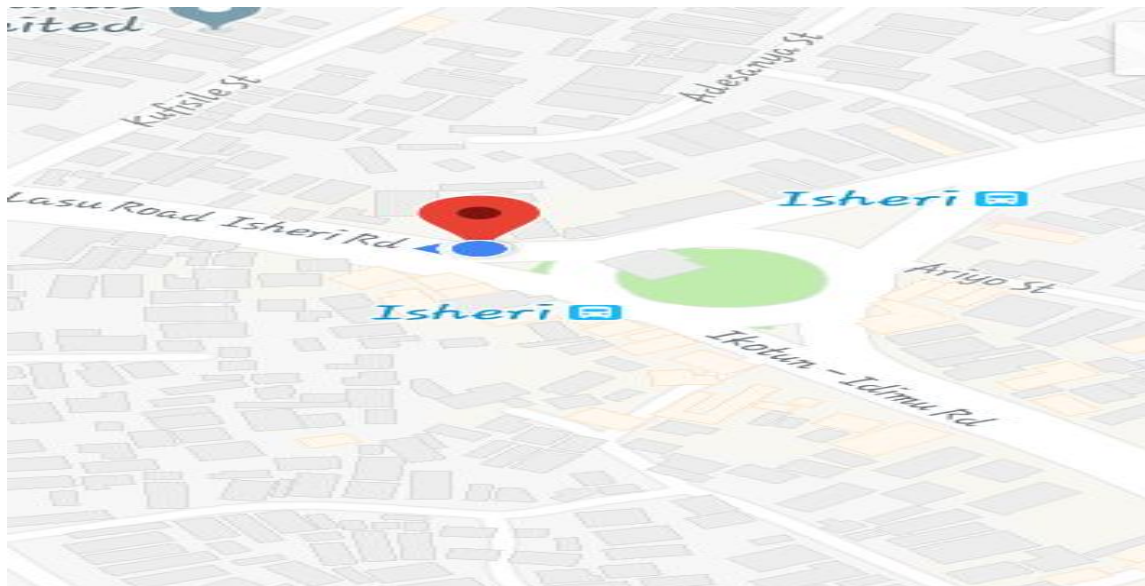 ited
Kufisile St
Adesanya St
Isheri
Lasu Road Isheri Rd
Ariyo St
Isheri
Ikotun - Idimu Rd